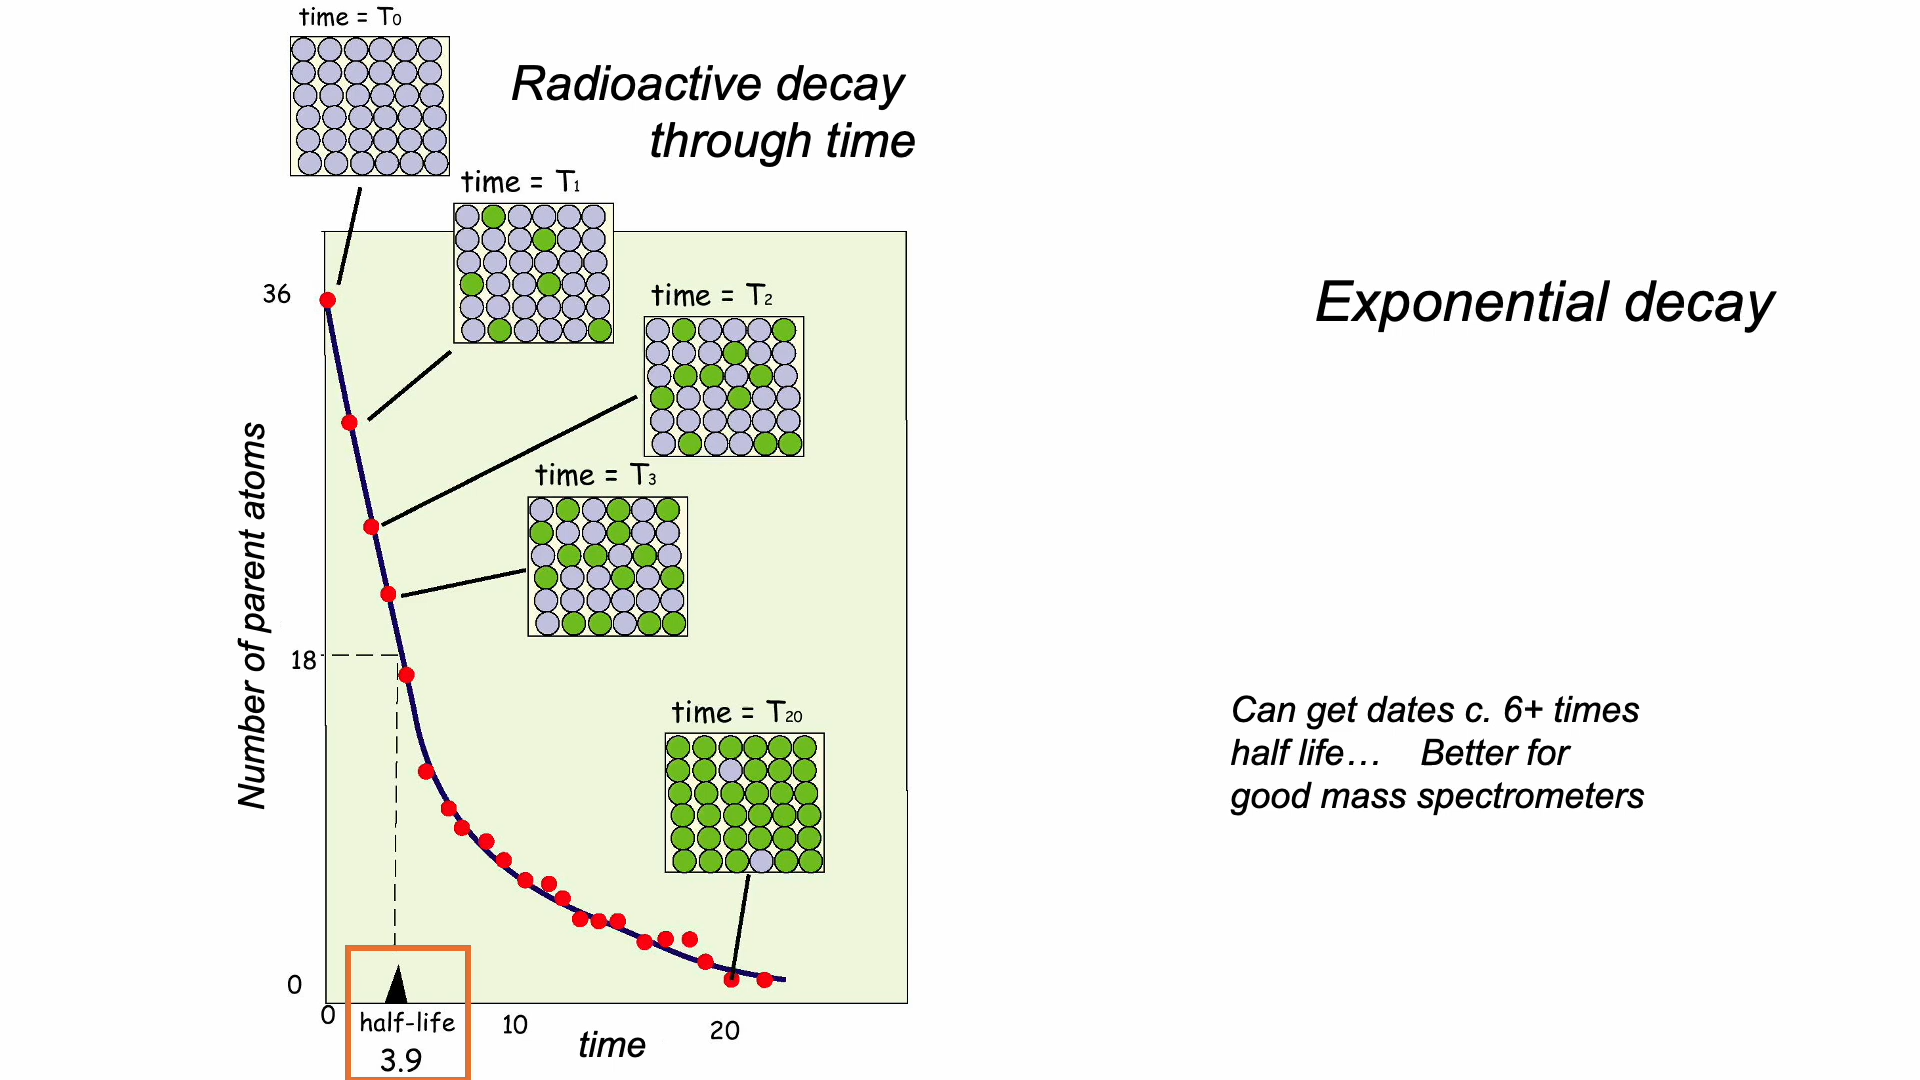 time = T0
Radioactive decay
through time
time = T1
time = T2
36
Exponential decay
time = T3
Number of parent atoms
18
time = T20
Can get dates c. 6+ times
half life… Better for
good mass spectrometers
0
0
half-life
3.9
10
time
20